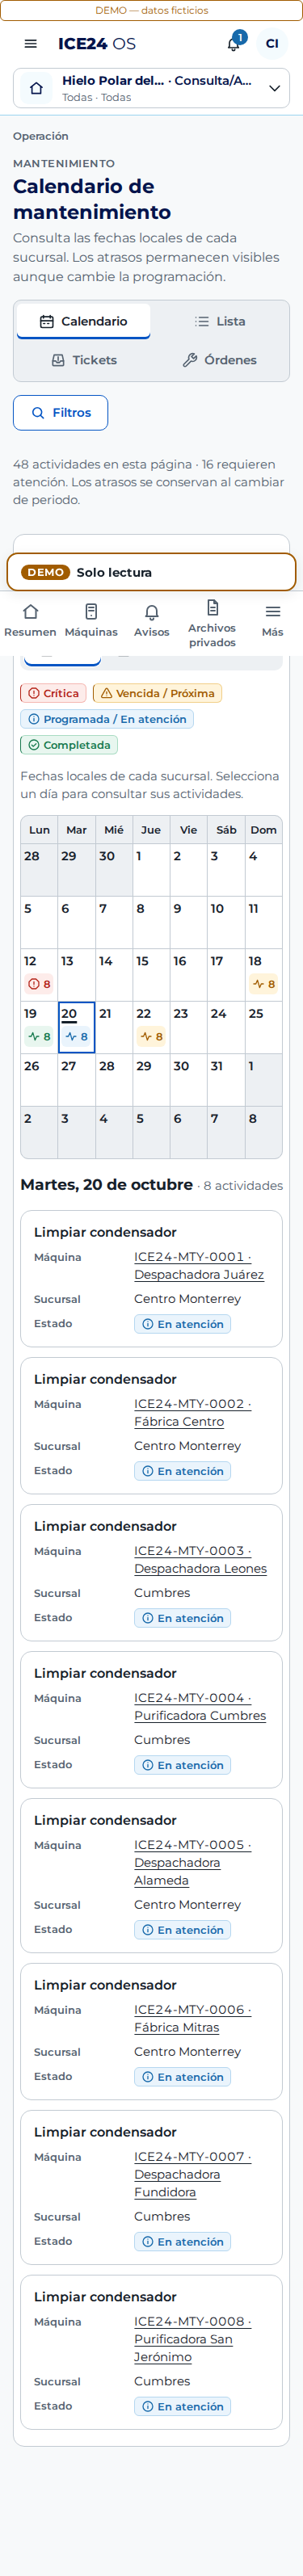 DEMO — datos ficticios
ICE24 OS
1
CI
Hielo Polar del... · Consulta/A...
Todas · Todas
Operación
MANTENIMIENTO
Calendario de
mantenimiento
Consulta las fechas locales de cada
sucursal. Los atrasos permanecen visibles
aunque cambie la programación.
Calendario
Lista
Tickets
Órdenes
Filtros
48 actividades en esta página · 16 requieren
atención. Los atrasos se conservan al cambiar
de periodo.
DEMO Solo lectura
Resumen
Máquinas
Avisos
Archivos
privados
Más
Crítica
Vencida / Próxima
Programada / En atención
Completada
Fechas locales de cada sucursal. Selecciona
un día para consultar sus actividades.
Lun Mar Mié Jue Vie Sáb Dom
28 29 30 1 2 3 4
5 6 7 8 9 10 11
12 13 14 15 16 17 18
8 8
19 20 21 22 23 24 25
8 8 8
26 27 28 29 30 31 1
2 3 4 5 6 7 8
Martes, 20 de octubre · 8 actividades
Limpiar condensador
Máquina ICE24-MTY-0001 ·
Despachadora Juárez
Sucursal Centro Monterrey
Estado En atención
Limpiar condensador
Máquina ICE24-MTY-0002 ·
Fábrica Centro
Sucursal Centro Monterrey
Estado En atención
Limpiar condensador
Máquina ICE24-MTY-0003 ·
Despachadora Leones
Sucursal Cumbres
Estado En atención
Limpiar condensador
Máquina ICE24-MTY-0004 ·
Purificadora Cumbres
Sucursal Cumbres
Estado En atención
Limpiar condensador
Máquina ICE24-MTY-0005 ·
Despachadora
Alameda
Sucursal Centro Monterrey
Estado En atención
Limpiar condensador
Máquina ICE24-MTY-0006 ·
Fábrica Mitras
Sucursal Centro Monterrey
Estado En atención
Limpiar condensador
Máquina ICE24-MTY-0007 ·
Despachadora
Fundidora
Sucursal Cumbres
Estado En atención
Limpiar condensador
Máquina ICE24-MTY-0008 ·
Purificadora San
Jerónimo
Sucursal Cumbres
Estado En atención